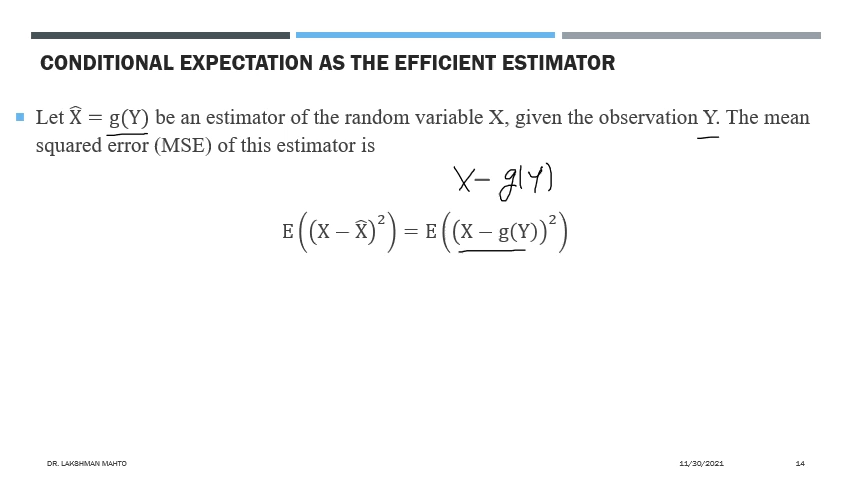 CONDITIONAL EXPECTATION AS THE EFFICIENT ESTIMATOR
Let X̂ = g(Y) be an estimator of the random variable X, given the observation Y. The mean
squared error (MSE) of this estimator is
X - g(Y)
E((X − X̂)²) = E((X − g(Y))²)
DR. LAKSHMAN MAHTO 11/30/2021 14